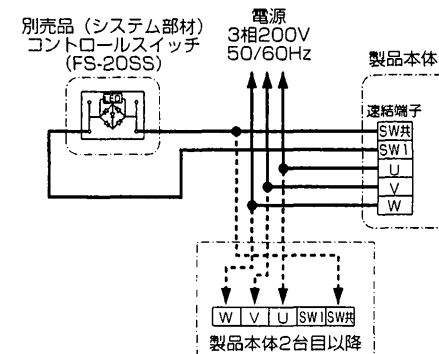 別売品（システム部材）
コントロールスイッチ
(FS-20SS)
LED
電源
3相200V
50/60Hz
製品本体
速結端子
SW共
SW1
U
V
W
W V U SW1 SW共
製品本体2台目以降